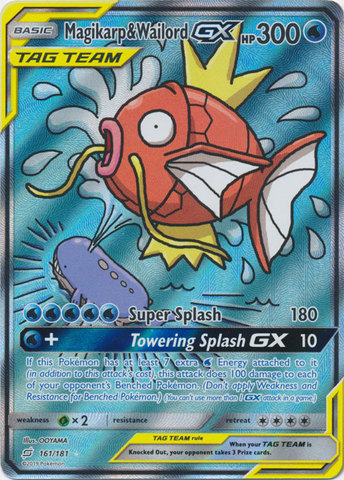 BASIC
Magikarp&Wailord GX HP300
TAG TEAM
Super Splash 180
+ Towering Splash GX 10
If this Pokémon has at least 7 extra Energy attached to it
(in addition to this attack's cost), this attack does 100 damage to each
of your opponent's Benched Pokémon. (Don't apply Weakness and
Resistance for Benched Pokémon.) (You can't use more than 1 GX attack in a game.)
weakness ×2 resistance retreat
TAG TEAM rule
Illus. OOYAMA
161/181
When your TAG TEAM is
Knocked Out, your opponent takes 3 Prize cards.
©2019 Pokémon